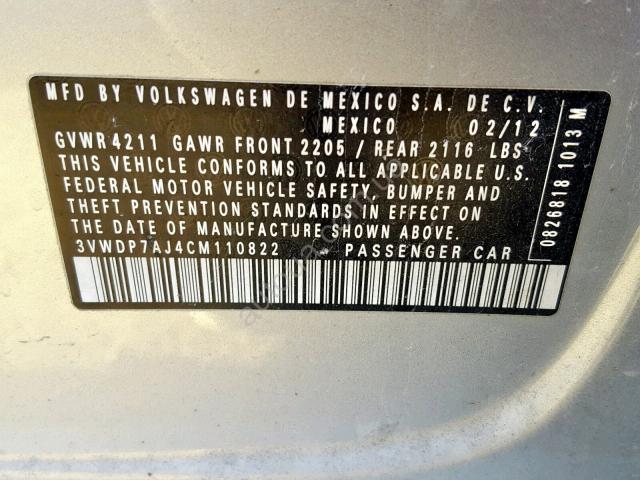 MFD BY VOLKSWAGEN DE MEXICO S.A. DE C.V.
MEXICO 02/12
GVWR 4211 GAWR FRONT 2205 / REAR 2116 LBS
THIS VEHICLE CONFORMS TO ALL APPLICABLE U.S.
FEDERAL MOTOR VEHICLE SAFETY, BUMPER AND
THEFT PREVENTION STANDARDS IN EFFECT ON
THE DATE OF MANUFACTURE SHOWN ABOVE.
3VWDP7AJ4CM110822 PASSENGER CAR
0826818 1013 M